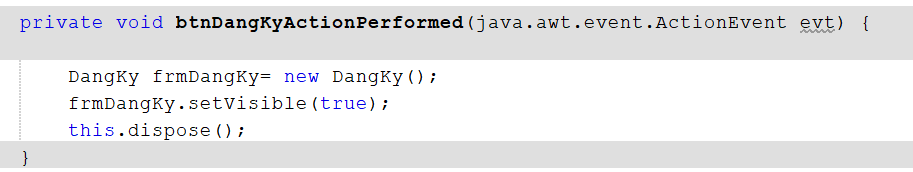 private void btnDangKyActionPerformed(java.awt.event.ActionEvent evt) {
DangKy frmDangKy= new DangKy();
frmDangKy.setVisible(true);
this.dispose();
}